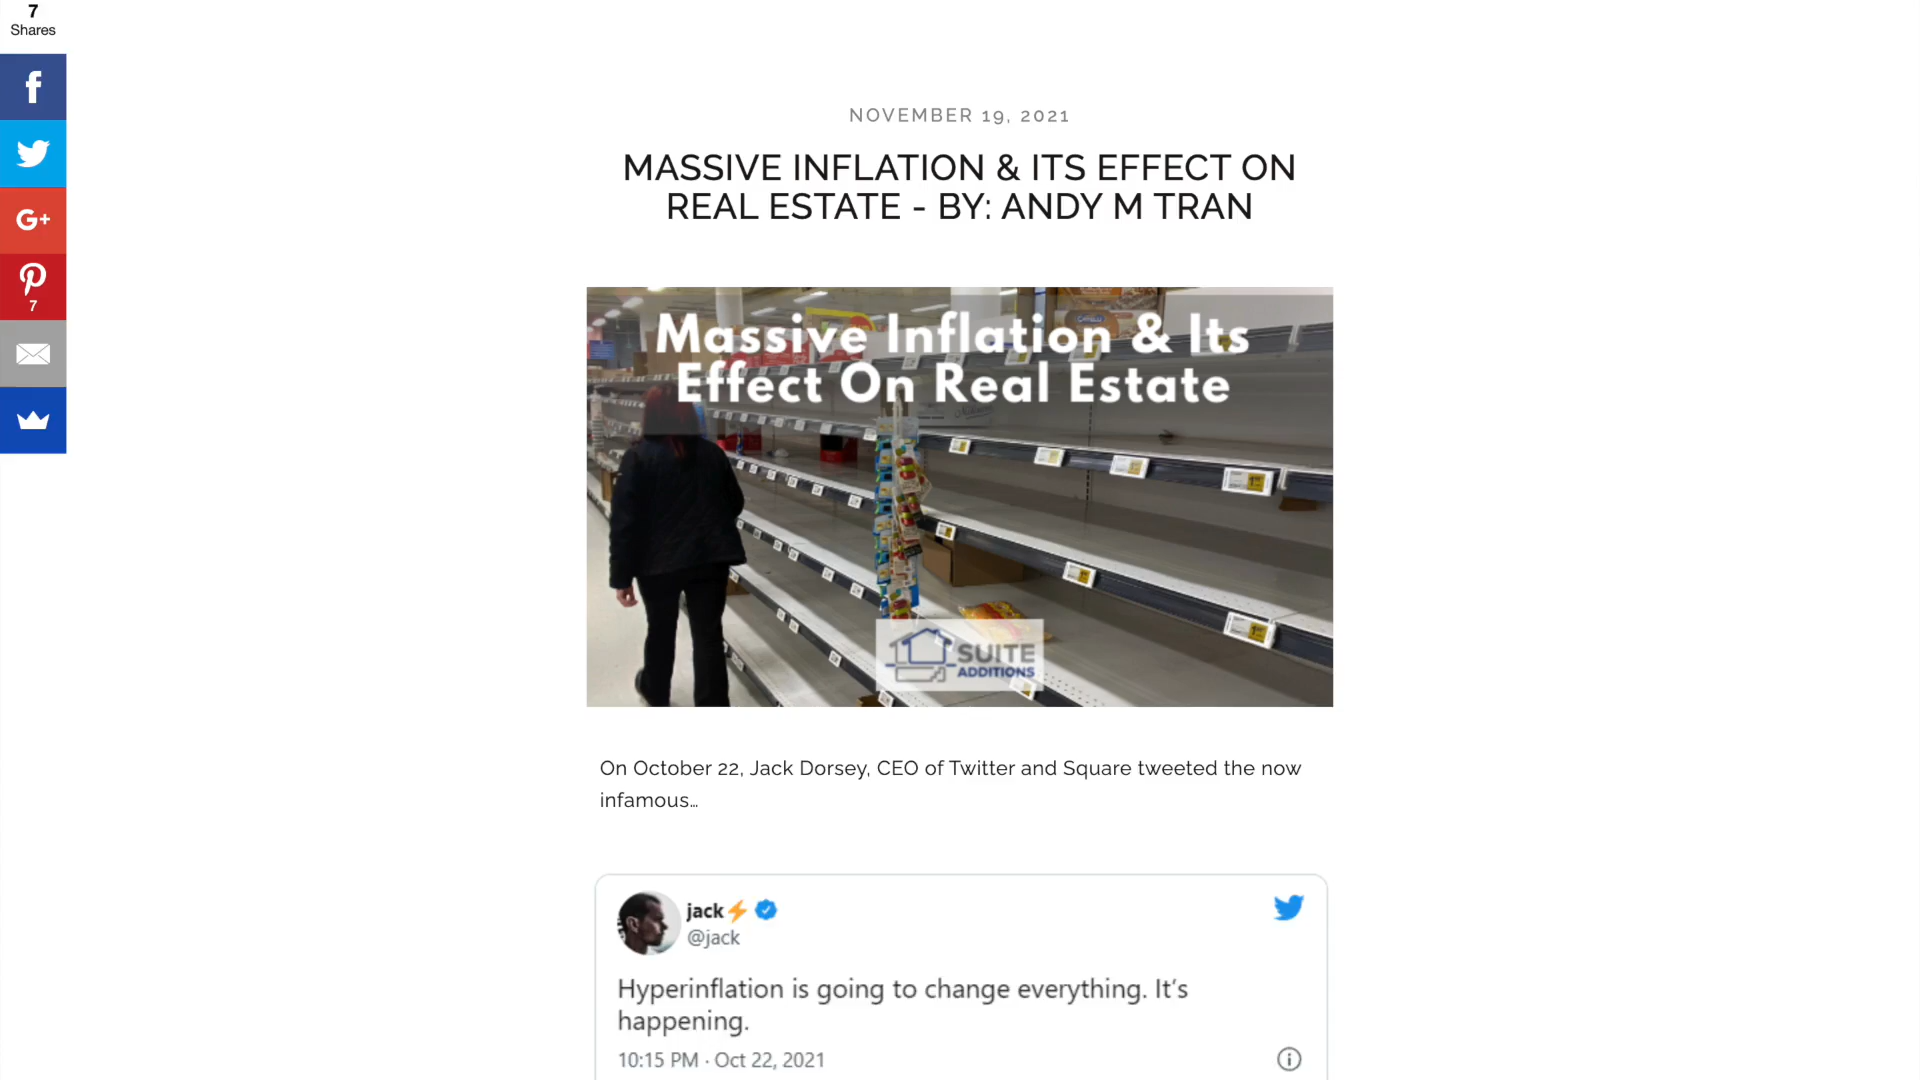 7
Shares
7
NOVEMBER 19, 2021
MASSIVE INFLATION & ITS EFFECT ON
REAL ESTATE - BY: ANDY M TRAN
Massive Inflation & Its
Effect On Real Estate
SUITE
ADDITIONS
On October 22, Jack Dorsey, CEO of Twitter and Square tweeted the now
infamous…
jack⚡
@jack
Hyperinflation is going to change everything. It’s
happening.
10:15 PM · Oct 22, 2021